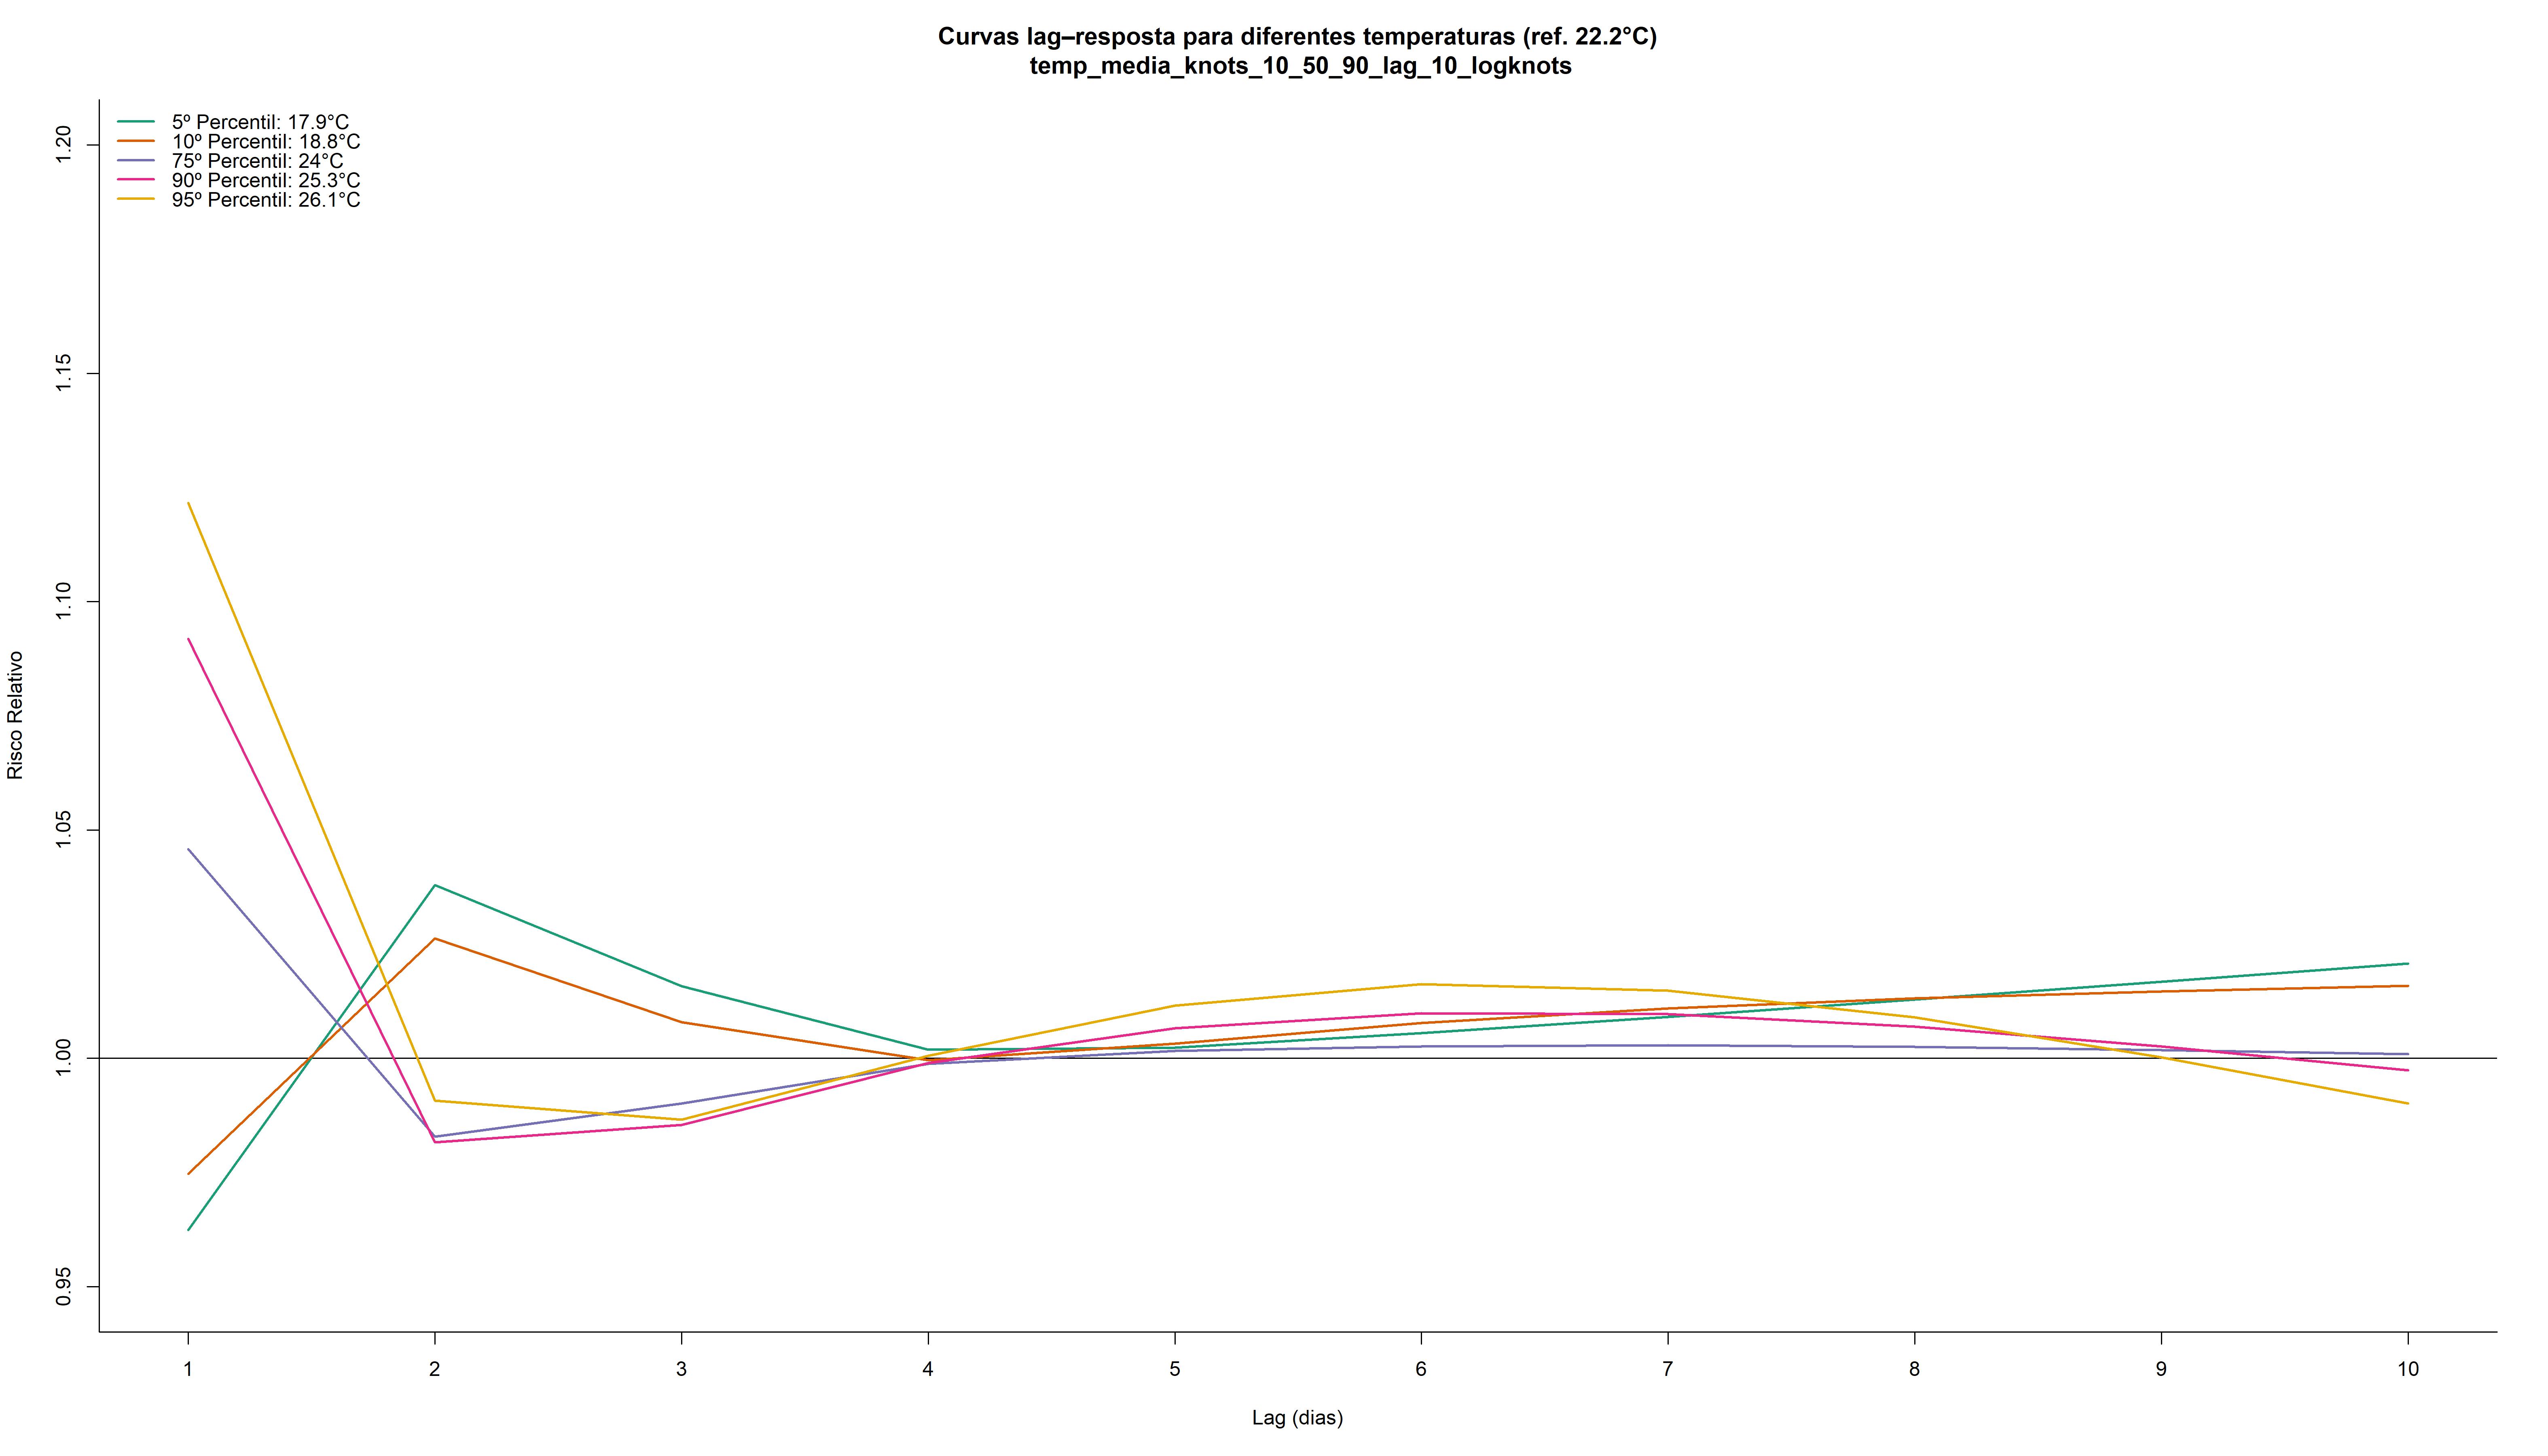 Curvas lag–resposta para diferentes temperaturas (ref. 22.2°C)
temp_media_knots_10_50_90_lag_10_logknots
5º Percentil: 17.9°C
10º Percentil: 18.8°C
75º Percentil: 24°C
90º Percentil: 25.3°C
95º Percentil: 26.1°C
1.20
1.15
1.10
1.05
1.00
0.95
Risco Relativo
1 2 3 4 5 6 7 8 9 10
Lag (dias)